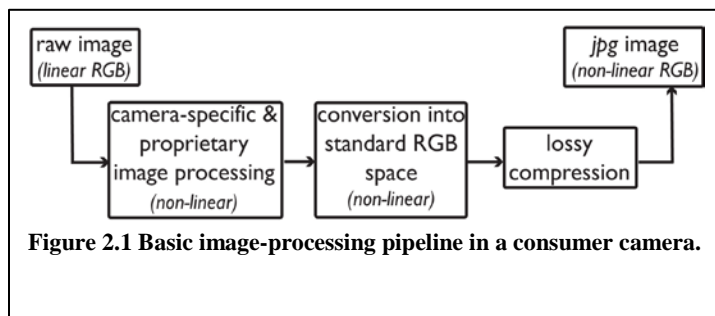 raw image
(linear RGB)
camera-specific &
proprietary
image processing
(non-linear)
conversion into
standard RGB
space
(non-linear)
lossy
compression
jpg image
(non-linear RGB)
Figure 2.1 Basic image-processing pipeline in a consumer camera.